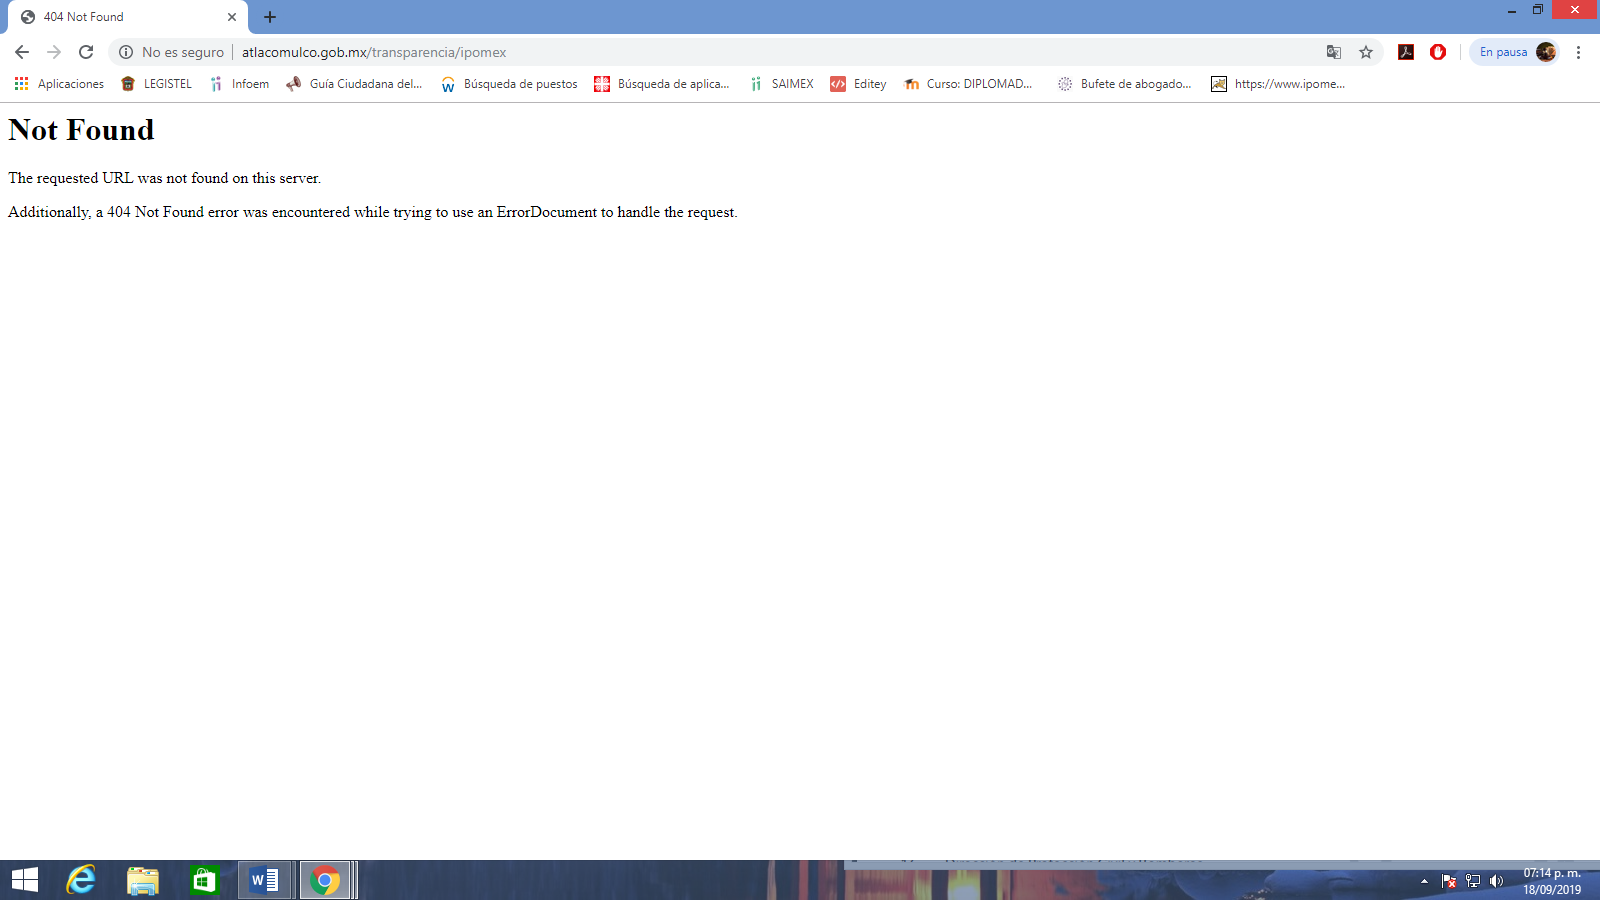 404 Not Found
No es seguro
atlacomulco.gob.mx/transparencia/ipomex
En pausa
Aplicaciones
LEGISTEL
Infoem
Guía Ciudadana del...
Búsqueda de puestos
Búsqueda de aplica...
SAIMEX
Editey
Curso: DIPLOMAD...
Bufete de abogado...
https://www.ipome...
Not Found
The requested URL was not found on this server.
Additionally, a 404 Not Found error was encountered while trying to use an ErrorDocument to handle the request.
07:14 p. m.
18/09/2019